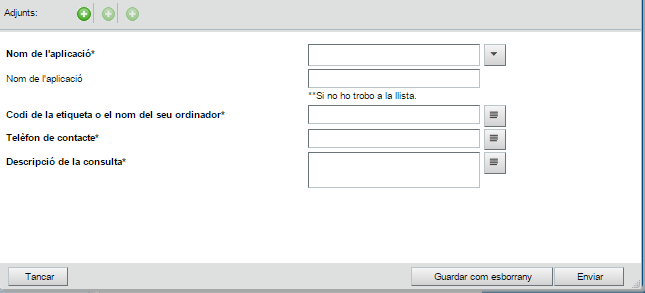 Adjunts:
Nom de l'aplicació*
Nom de l'aplicació
**Si no ho trobo a la llista.
Codi de la etiqueta o el nom del seu ordinador*
Telèfon de contacte*
Descripció de la consulta*
Tancar
Guardar com esborrany
Enviar